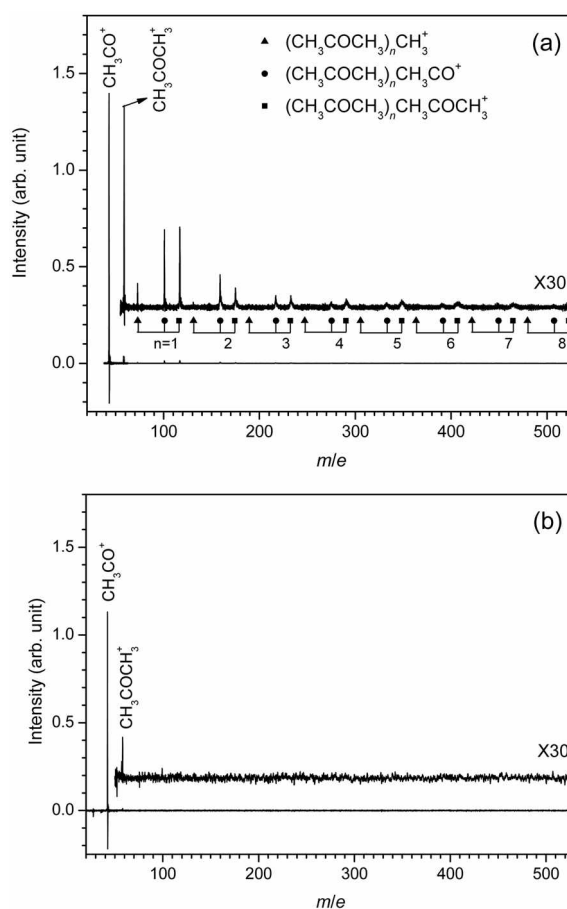 (a)
CH₃CO⁺
CH₃COCH₃⁺
▲ (CH₃COCH₃)ₙCH₃⁺
● (CH₃COCH₃)ₙCH₃CO⁺
■ (CH₃COCH₃)ₙCH₃COCH₃⁺
Intensity (arb. unit)
1.5
1.0
0.5
0.0
X30
n=1 2 3 4 5 6 7 8
100 200 300 400 500
m/e
(b)
CH₃CO⁺
CH₃COCH₃⁺
Intensity (arb. unit)
1.5
1.0
0.5
0.0
X30
100 200 300 400 500
m/e